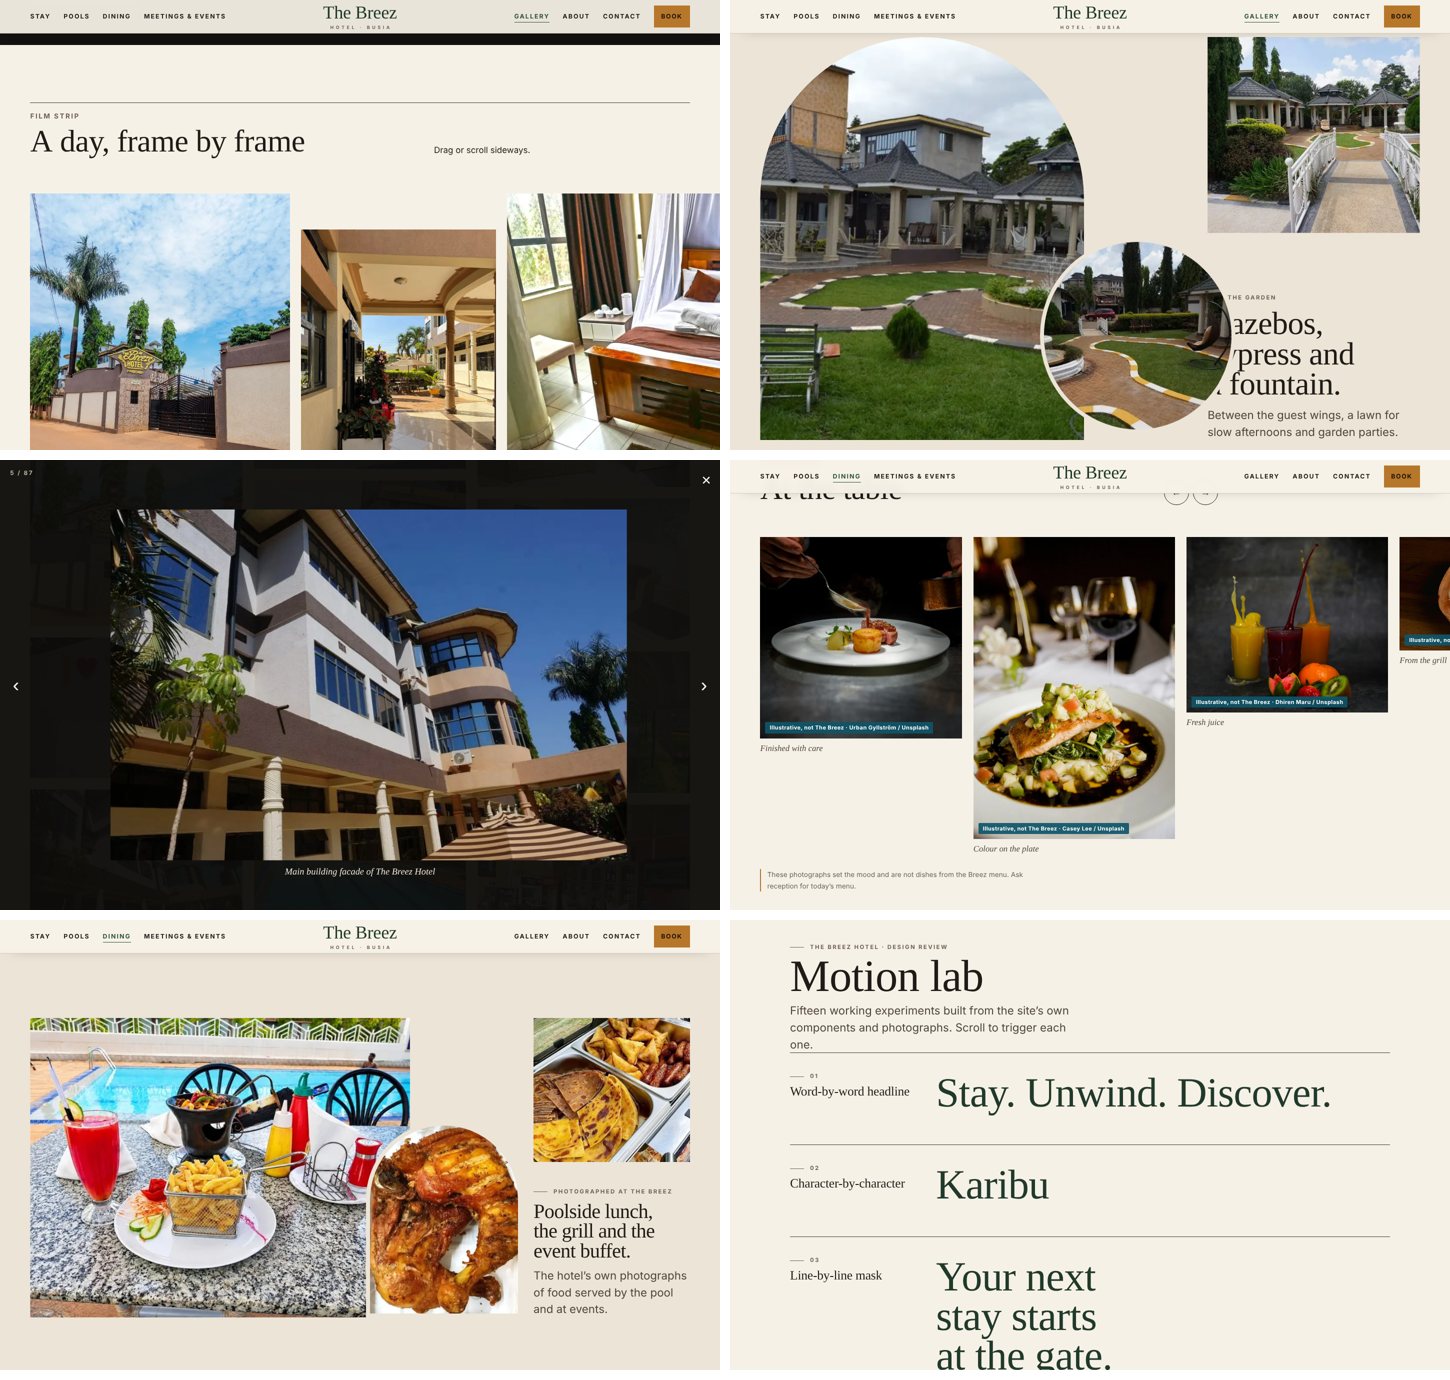 STAY POOLS DINING MEETINGS & EVENTS
The Breez
HOTEL · BUSIA
GALLERY ABOUT CONTACT BOOK
FILM STRIP
A day, frame by frame
Drag or scroll sideways.
Breez
HOTEL
STAY POOLS DINING MEETINGS & EVENTS
The Breez
HOTEL · BUSIA
GALLERY ABOUT CONTACT BOOK
THE GARDEN
azebos,
press and
fountain.
Between the guest wings, a lawn for
slow afternoons and garden parties.
5 / 87
Main building facade of The Breez Hotel
STAY POOLS DINING MEETINGS & EVENTS
The Breez
HOTEL · BUSIA
GALLERY ABOUT CONTACT BOOK
At the table
Illustrative, not The Breez · Urban Gyllström / Unsplash
Finished with care
Illustrative, not The Breez · Casey Lee / Unsplash
Colour on the plate
Illustrative, not The Breez · Dhiren Maru / Unsplash
Fresh juice
Illustrative, no
From the grill
These photographs set the mood and are not dishes from the Breez menu. Ask
reception for today's menu.
STAY POOLS DINING MEETINGS & EVENTS
The Breez
HOTEL · BUSIA
GALLERY ABOUT CONTACT BOOK
PHOTOGRAPHED AT THE BREEZ
Poolside lunch,
the grill and the
event buffet.
The hotel's own photographs
of food served by the pool
and at events.
THE BREEZ HOTEL · DESIGN REVIEW
Motion lab
Fifteen working experiments built from the site's own
components and photographs. Scroll to trigger each
one.
01
Word-by-word headline
Stay. Unwind. Discover.
02
Character-by-character
Karibu
03
Line-by-line mask
Your next
stay starts
at the gate.